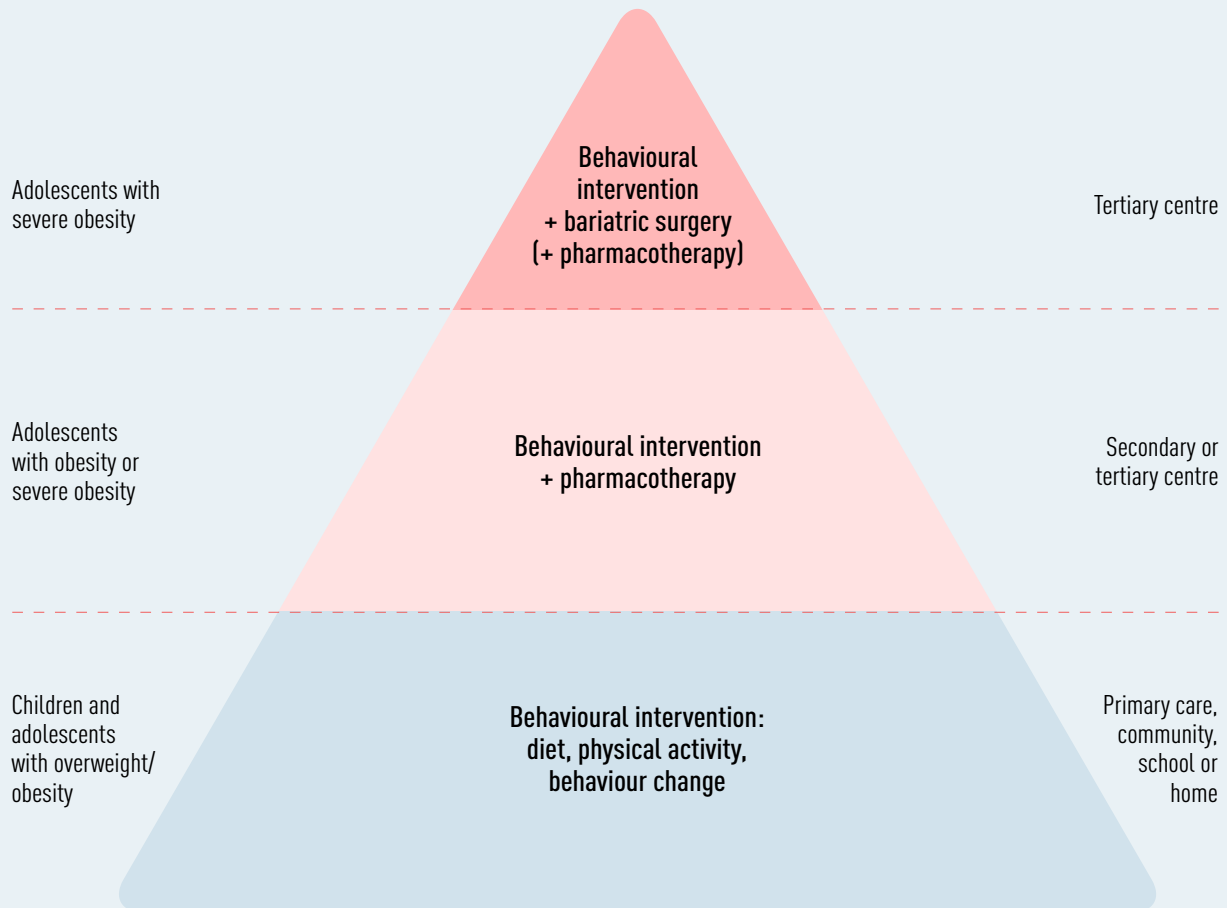 Adolescents with
severe obesity
Behavioural
intervention
+ bariatric surgery
(+ pharmacotherapy)
Tertiary centre
Adolescents
with obesity or
severe obesity
Behavioural intervention
+ pharmacotherapy
Secondary or
tertiary centre
Children and
adolescents
with overweight/
obesity
Behavioural intervention:
diet, physical activity,
behaviour change
Primary care,
community,
school or
home